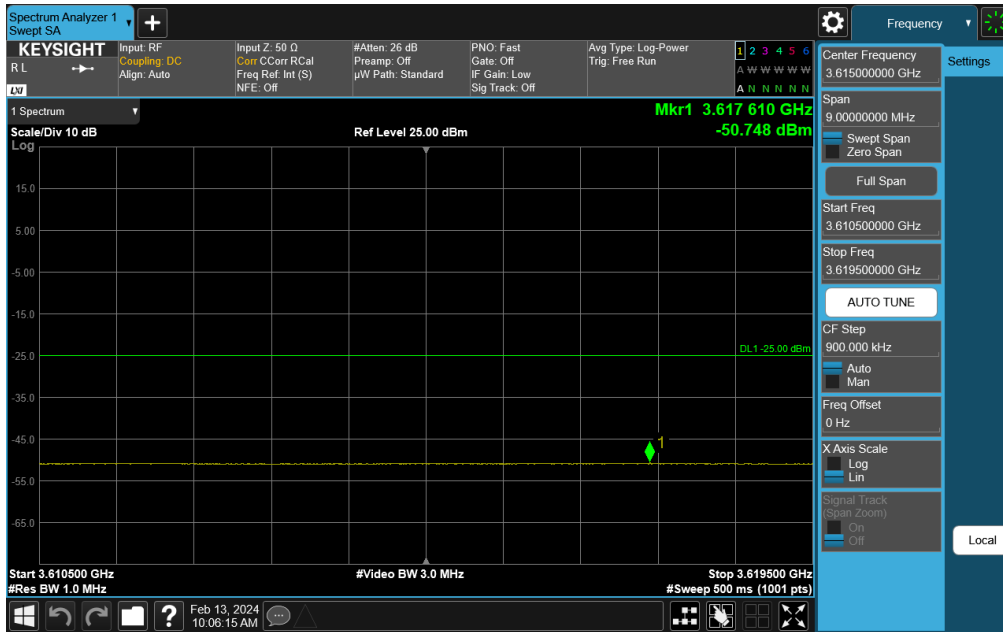 Spectrum Analyzer 1
Swept SA
Frequency
KEYSIGHT
R L
LXI
Input: RF
Coupling: DC
Align: Auto
Input Z: 50 Ω
Corr CCorr RCal
Freq Ref: Int (S)
NFE: Off
#Atten: 26 dB
Preamp: Off
µW Path: Standard
PNO: Fast
Gate: Off
IF Gain: Low
Sig Track: Off
Avg Type: Log-Power
Trig: Free Run
1 2 3 4 5 6
A W W W W W
A N N N N N
1 Spectrum
Scale/Div 10 dB
Ref Level 25.00 dBm
Mkr1 3.617 610 GHz
-50.748 dBm
Log
15.0
5.00
-5.00
-15.0
-25.0
-35.0
-45.0
-55.0
-65.0
DL1 -25.00 dBm
1
Start 3.610500 GHz
#Res BW 1.0 MHz
#Video BW 3.0 MHz
Stop 3.619500 GHz
#Sweep 500 ms (1001 pts)
Center Frequency
3.615000000 GHz
Span
9.00000000 MHz
Swept Span
Zero Span
Full Span
Start Freq
3.610500000 GHz
Stop Freq
3.619500000 GHz
AUTO TUNE
CF Step
900.000 kHz
Auto
Man
Freq Offset
0 Hz
X Axis Scale
Log
Lin
Signal Track
(Span Zoom)
On
Off
Settings
Local
?
Feb 13, 2024
10:06:15 AM